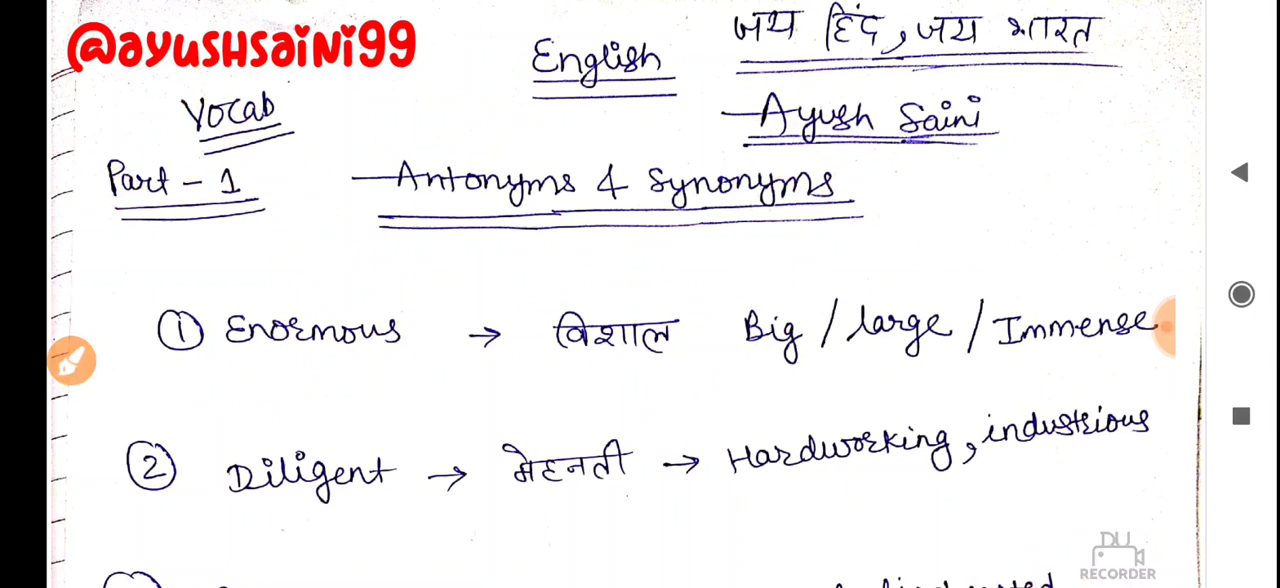 @AYUSHSAINI99
जय हिंद, जय भारत
English
Vocab
Ayush Saini
Part - 1
Antonyms & Synonyms
① Enormous → विशाल Big / large / Immense
② Diligent → मेहनती → Hardworking, industrious
DU
RECORDER